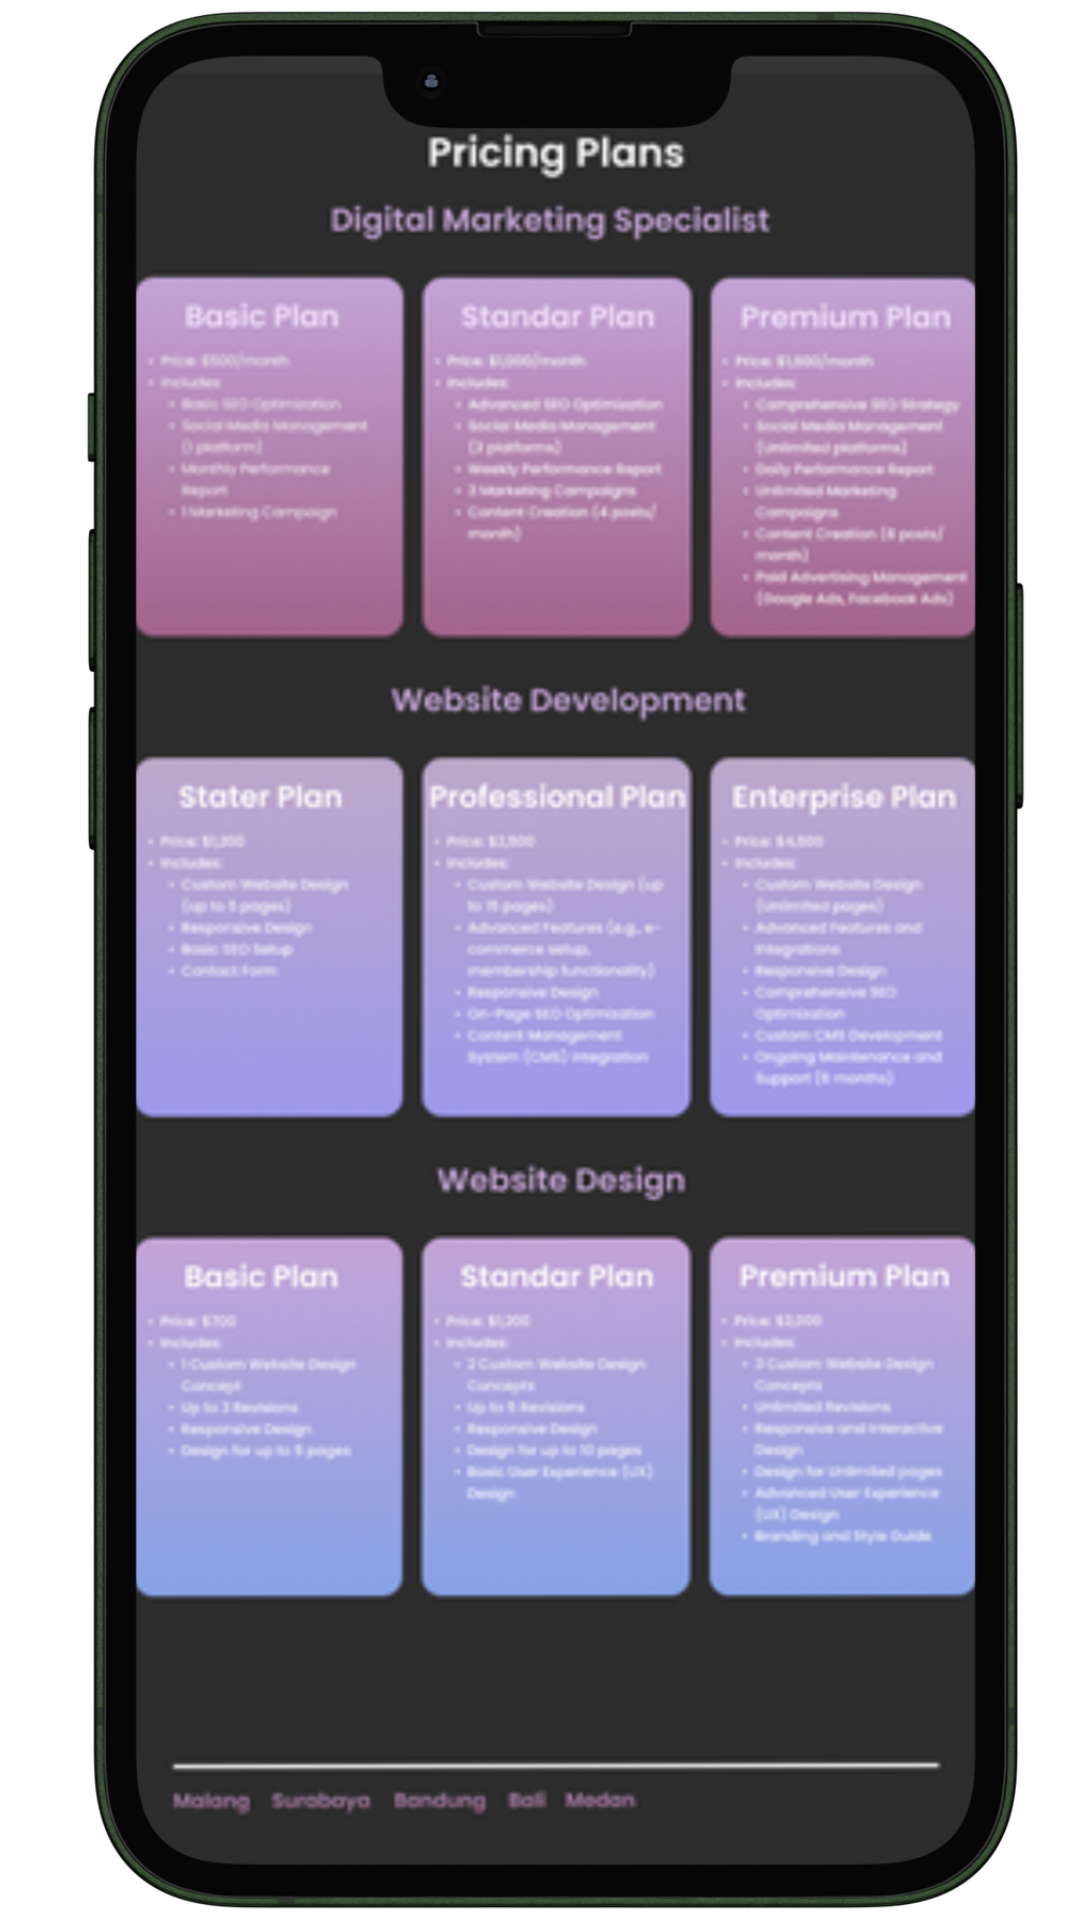 Pricing Plans
Digital Marketing Specialist
Basic Plan
• Price: $500/month
• Includes:
• Basic SEO Optimization
• Social Media Management
(1 platform)
• Monthly Performance
Report
• 1 Marketing Campaign
Standar Plan
• Price: $1,000/month
• Includes:
• Advanced SEO Optimization
• Social Media Management
(3 platforms)
• Weekly Performance Report
• 3 Marketing Campaigns
• Content Creation (4 posts/
month)
Premium Plan
• Price: /month
• Includes:
• Comprehensive SEO Strategy
• Social Media Management
(Unlimited platforms)
• Daily Performance Report
• Unlimited Marketing
Campaigns
• Content Creation (8 posts/
month)
• Paid Advertising Management
(Google Ads, Facebook Ads)
Website Development
Stater Plan
• Price: $1,200
• Includes:
• Custom Website Design
(up to 5 pages)
• Responsive Design
• Basic SEO Setup
• Contact Form
Professional Plan
• Price:
• Includes:
• Custom Website Design (up
to 15 pages)
• Advanced Features (e.g., e-
commerce setup,
membership functionality)
• Responsive Design
• On-Page SEO Optimization
• Content Management
System (CMS) Integration
Enterprise Plan
• Price: $4,500
• Includes:
• Custom Website Design
(Unlimited pages)
• Advanced Features and
Integrations
• Responsive Design
• Comprehensive SEO
Optimization
• Custom CMS Development
• Ongoing Maintenance and
Support (6 months)
Website Design
Basic Plan
• Price: $700
• Includes:
• 1 Custom Website Design
Concept
• Up to 3 Revisions
• Responsive Design
• Design for up to 5 pages
Standar Plan
• Price: $1,200
• Includes:
• 2 Custom Website Design
Concepts
• Up to 5 Revisions
• Responsive Design
• Design for up to 10 pages
• Basic User Experience (UX)
Design
Premium Plan
• Price: $2,000
• Includes:
• 3 Custom Website Design
Concepts
• Unlimited Revisions
• Responsive and Interactive
Design
• Design for Unlimited pages
• Advanced User Experience
(UX) Design
• Branding and Style Guide
Malang Surabaya Bandung Bali Medan